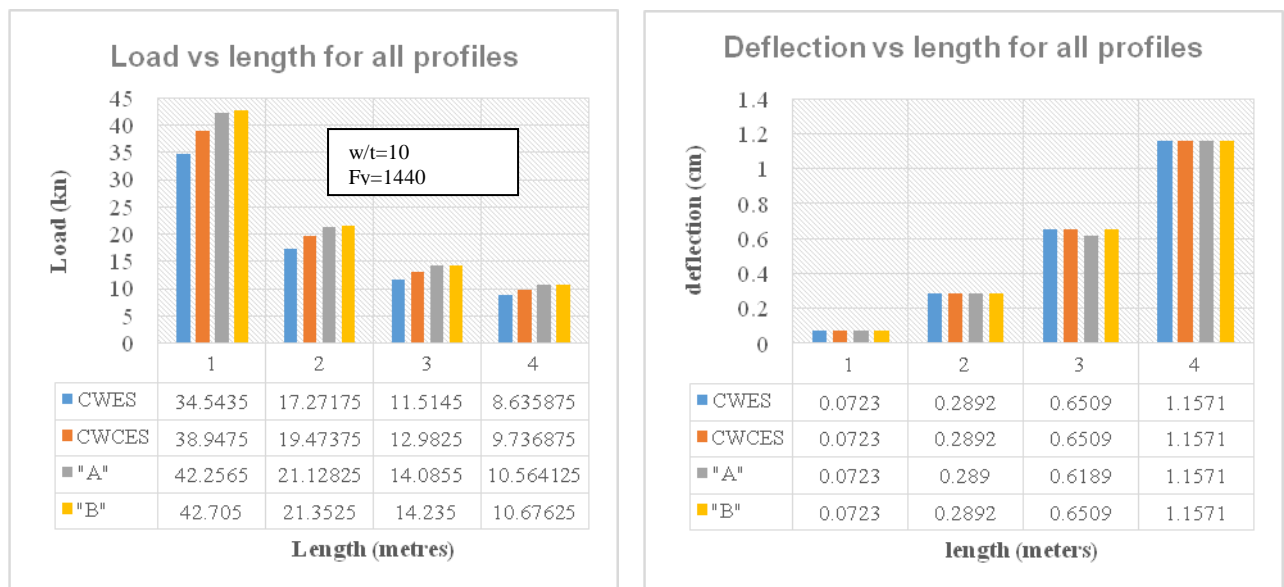 Load vs length for all profiles
45
40
35
30
25
20
15
10
5
0
Load (kn)
w/t=10
Fy=1440
1 2 3 4
CWES 34.5435 17.27175 11.5145 8.635875
CWCES 38.9475 19.47375 12.9825 9.736875
"A" 42.2565 21.12825 14.0855 10.564125
"B" 42.705 21.3525 14.235 10.67625
Length (metres)
Deflection vs length for all profiles
1.4
1.2
1
0.8
0.6
0.4
0.2
0
deflection (cm)
1 2 3 4
CWES 0.0723 0.2892 0.6509 1.1571
CWCES 0.0723 0.2892 0.6509 1.1571
"A" 0.0723 0.289 0.6189 1.1571
"B" 0.0723 0.2892 0.6509 1.1571
length (meters)